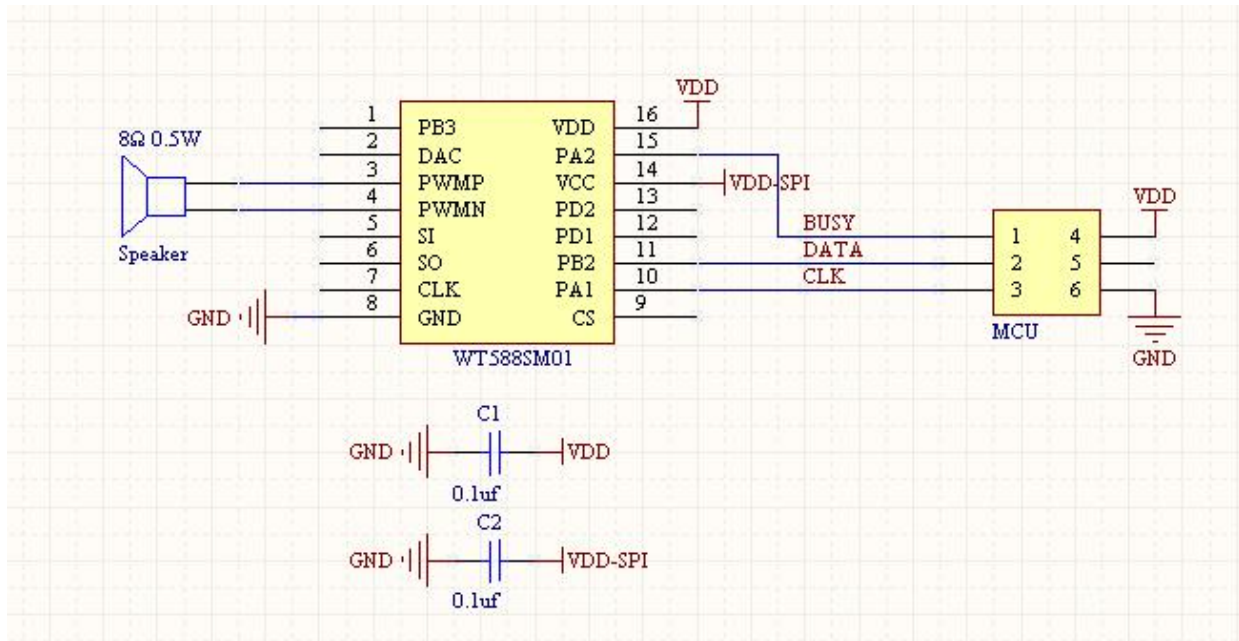 VDD
8Ω 0.5W
Speaker
1 PB3 VDD 16
2 DAC PA2 15
3 PWMP VCC 14
VDD-SPI
4 PWMN PD2 13
5 SI PD1 12
6 SO PB2 11
7 CLK PA1 10
8 GND CS 9
GND
WT588SM01
BUSY
DATA
CLK
VDD
1 4
2 5
3 6
MCU
GND
C1
GND VDD
0.1uf
C2
GND VDD-SPI
0.1uf